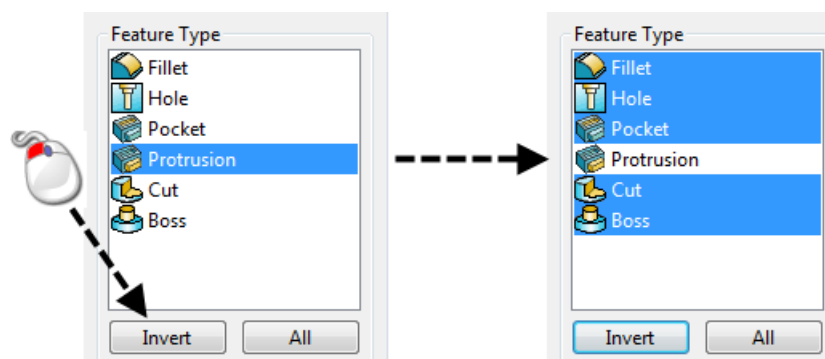 Feature Type
Fillet
Hole
Pocket
Protrusion
Cut
Boss
Invert All
Feature Type
Fillet
Hole
Pocket
Protrusion
Cut
Boss
Invert All